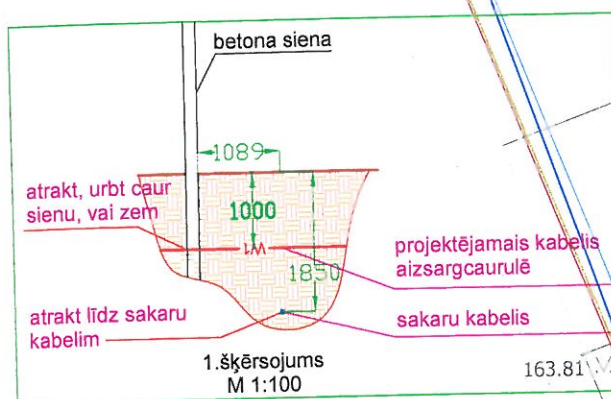 betona siena
1089
atrakt, urbt caur
sienu, vai zem
1000
W1
projektējamais kabelis
aizsargcaurulē
1850
atrakt līdz sakaru
kabelim
sakaru kabelis
1.šķērsojums
M 1:100
163.81